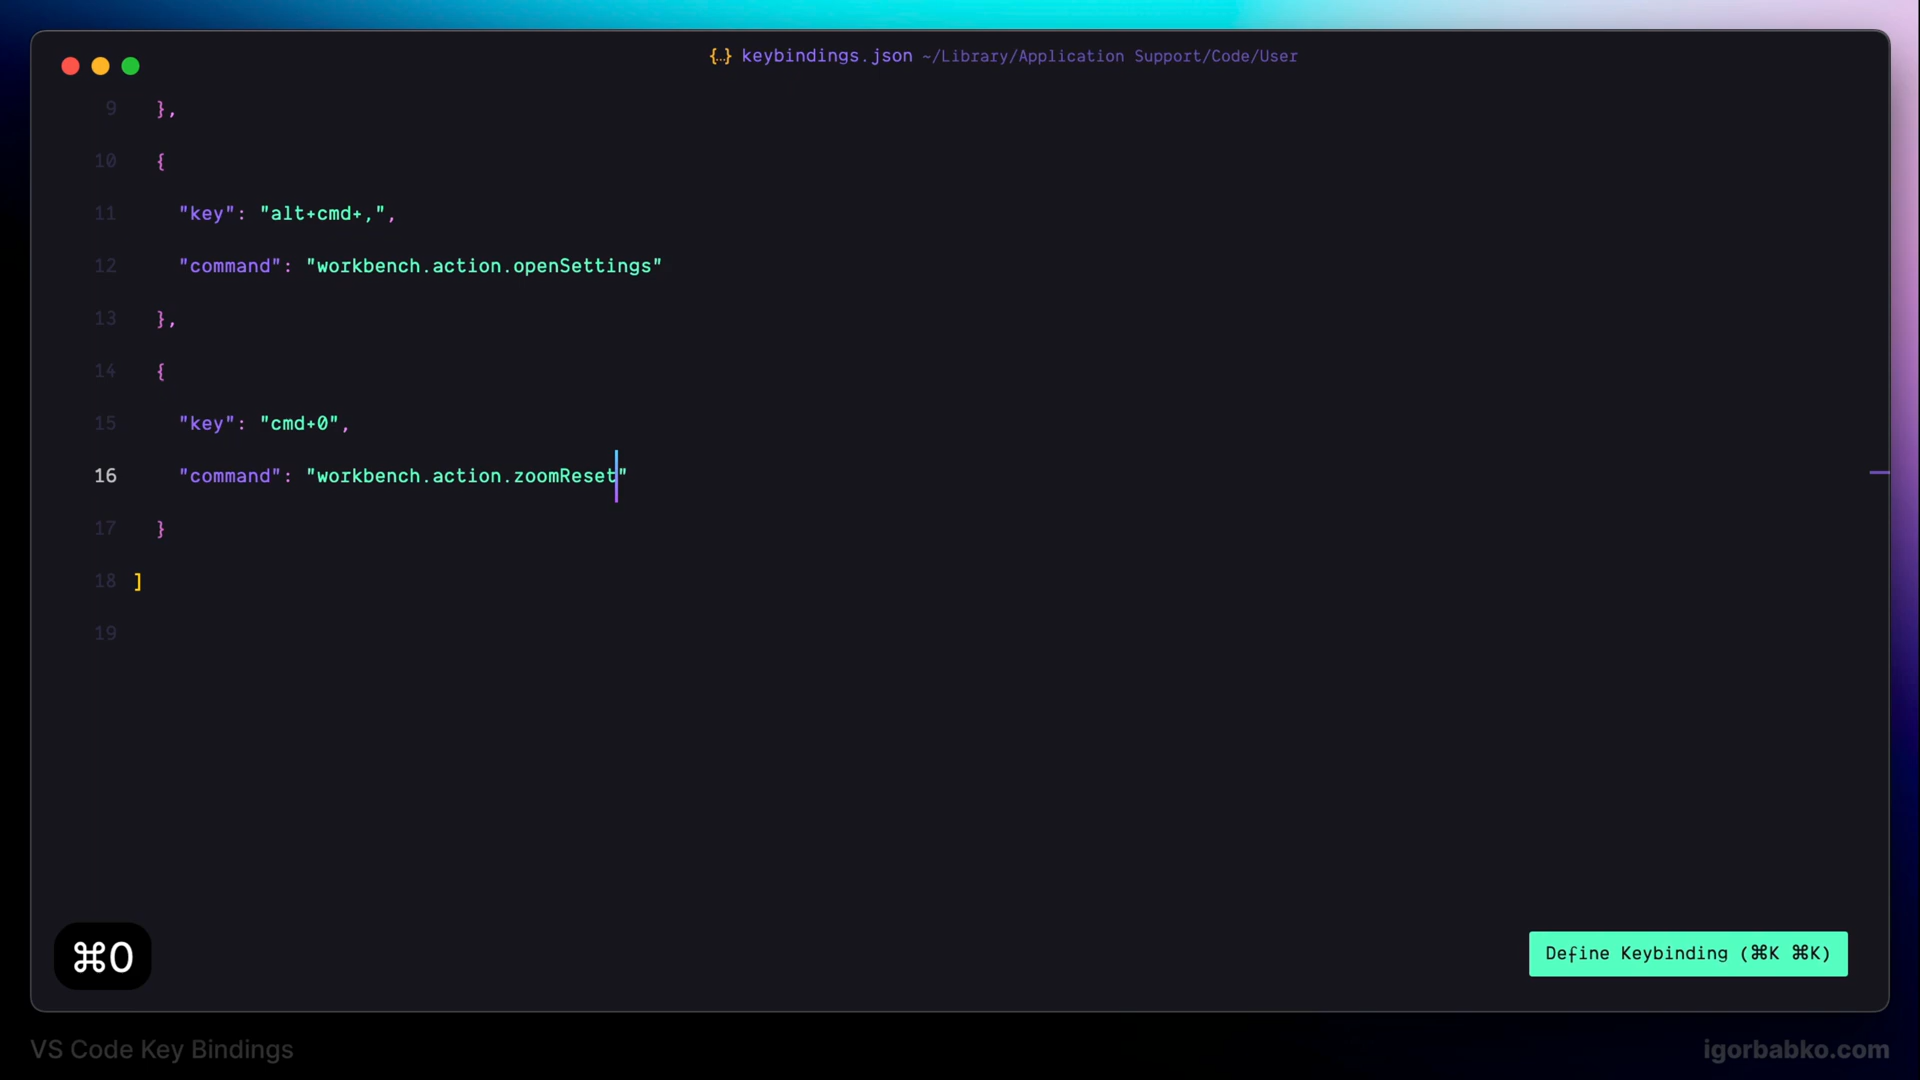 {..} keybindings.json ~/Library/Application Support/Code/User
9 },
10 {
11 "key": "alt+cmd+,",
12 "command": "workbench.action.openSettings"
13 },
14 {
15 "key": "cmd+0",
16 "command": "workbench.action.zoomReset"
17 }
18 ]
19
⌘0
Define Keybinding (⌘K ⌘K)
VS Code Key Bindings
igorbabko.com